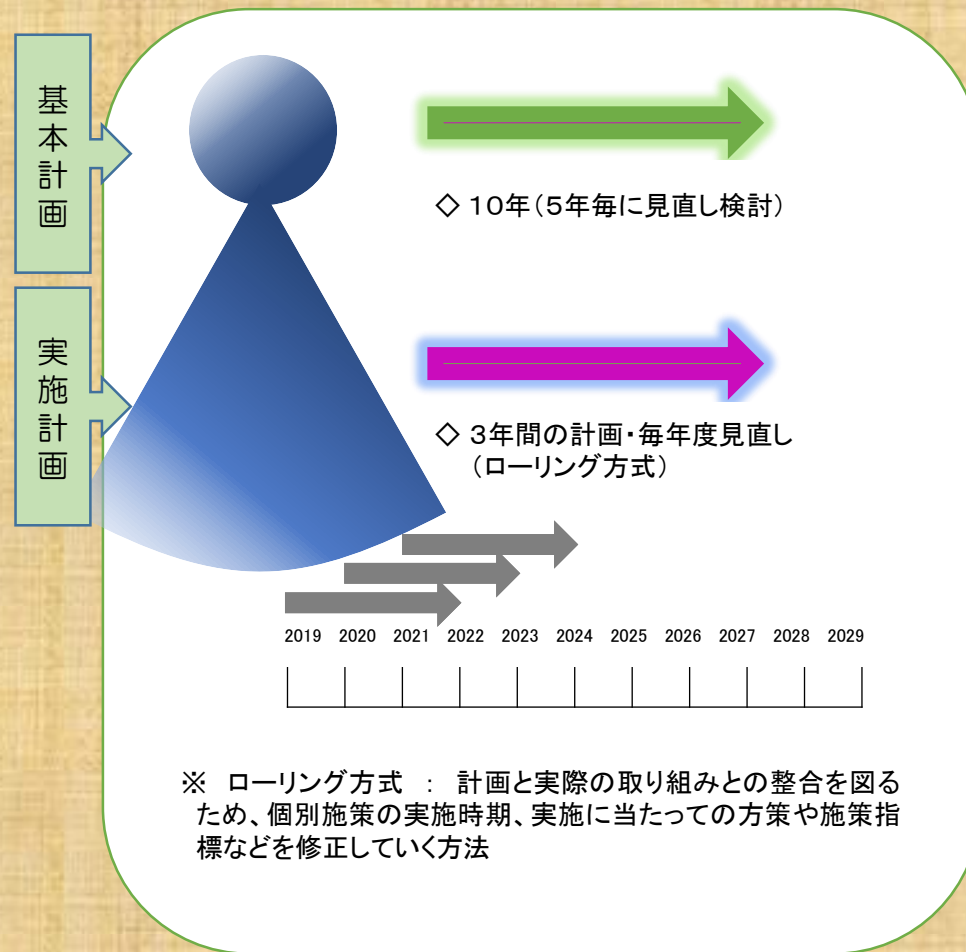 基本計画
◇ 10年（5年毎に見直し検討）
実施計画
◇ 3年間の計画・毎年度見直し
（ローリング方式）
2019 2020 2021 2022 2023 2024 2025 2026 2027 2028 2029
※ ローリング方式 ： 計画と実際の取り組みとの整合を図る
ため、個別施策の実施時期、実施に当たっての方策や施策指
標などを修正していく方法